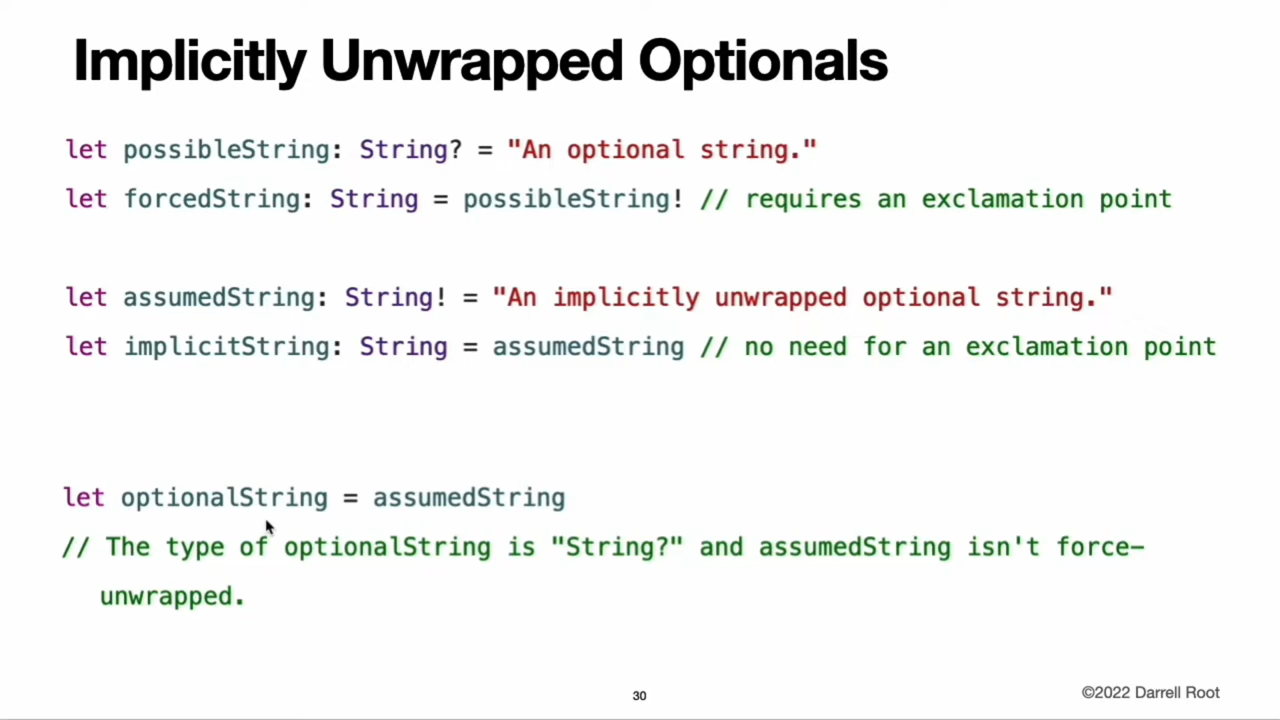 Implicitly Unwrapped Optionals
let possibleString: String? = "An optional string."
let forcedString: String = possibleString! // requires an exclamation point
let assumedString: String! = "An implicitly unwrapped optional string."
let implicitString: String = assumedString // no need for an exclamation point
let optionalString = assumedString
// The type of optionalString is "String?" and assumedString isn't force-
unwrapped.
30
©2022 Darrell Root